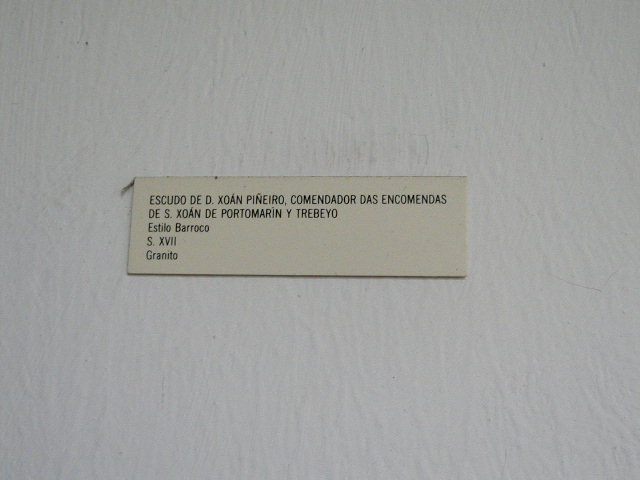 ESCUDO DE D. XOÁN PIÑEIRO, COMENDADOR DAS ENCOMENDAS
DE S. XOÁN DE PORTOMARÍN Y TREBEYO
Estilo Barroco
S. XVII
Granito